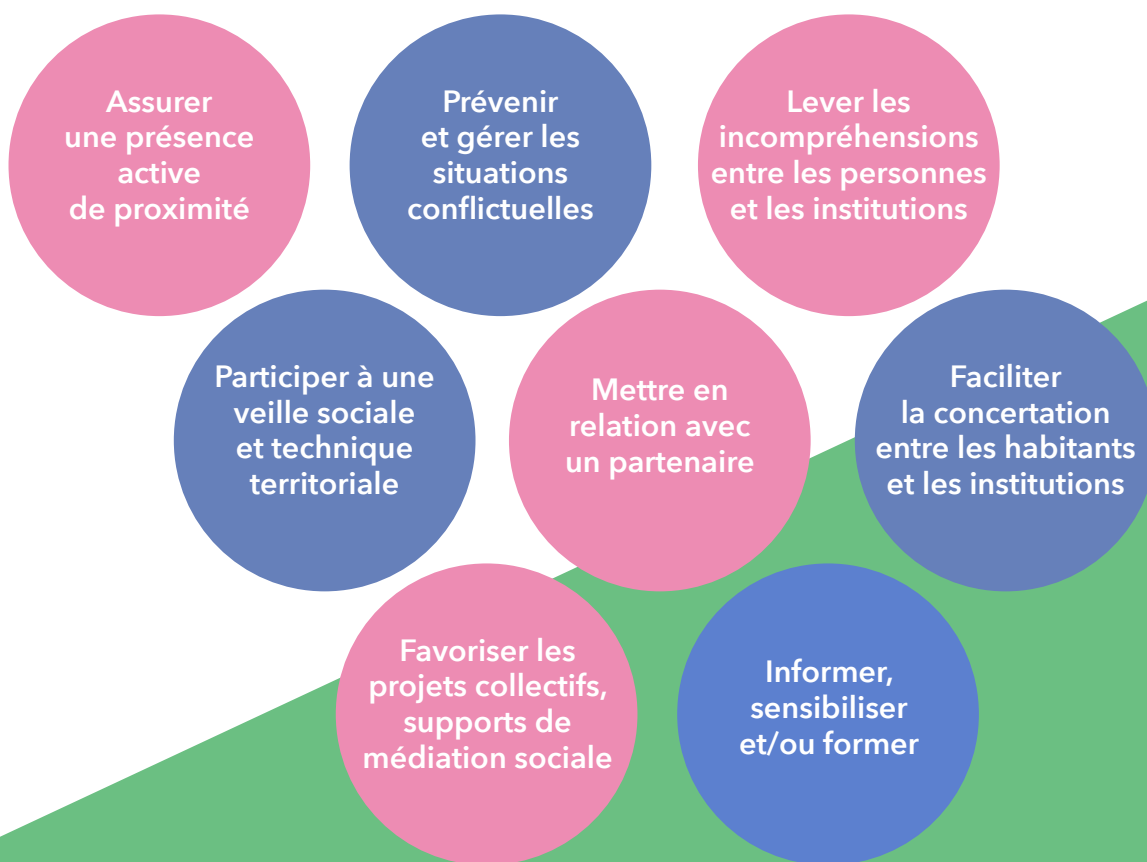 Assurer
une présence
active
de proximité
Prévenir
et gérer les
situations
conflictuelles
Lever les
incompréhensions
entre les personnes
et les institutions
Participer à une
veille sociale
et technique
territoriale
Mettre en
relation avec
un partenaire
Faciliter
la concertation
entre les habitants
et les institutions
Favoriser les
projets collectifs,
supports de
médiation sociale
Informer,
sensibiliser
et/ou former